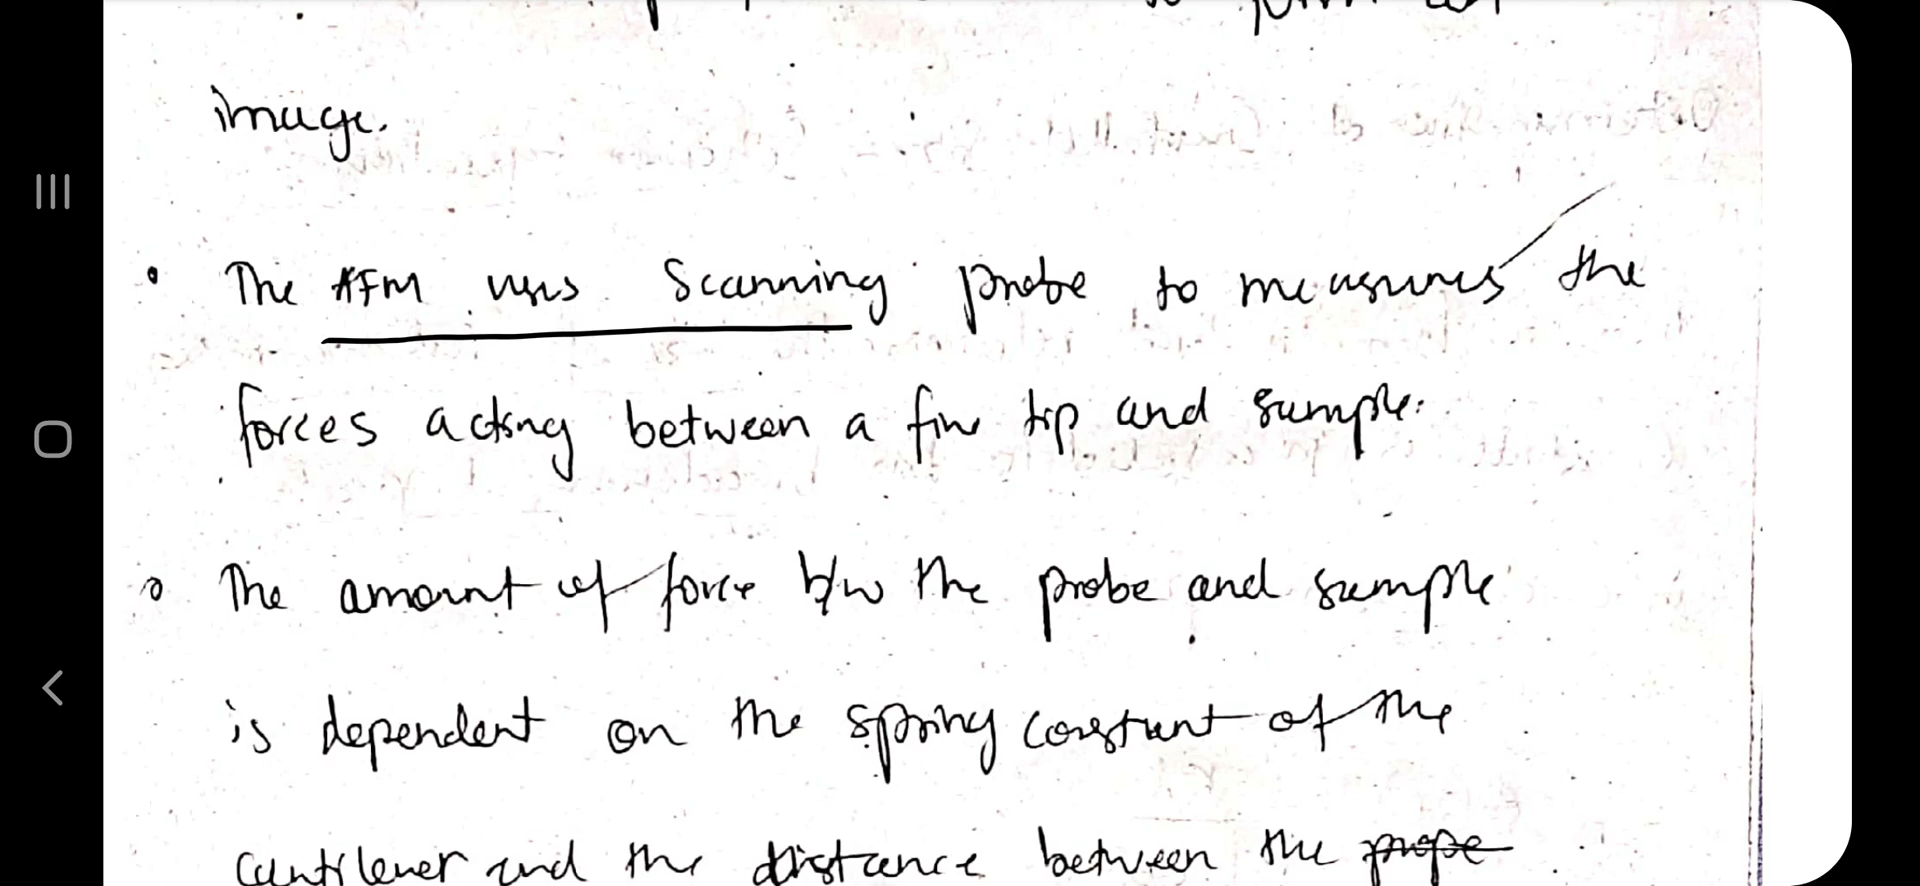 image.
• The AFM uses Scanning probe to measures the
forces acting between a fine tip and sample.
• The amount of force b/w the probe and sample
is dependent on the spring constant of the
cantilever and the distance between the prope